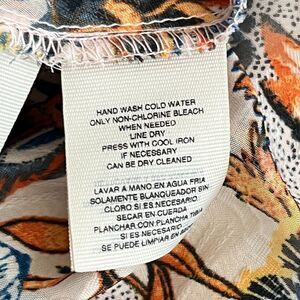 HAND WASH COLD WATER
ONLY NON-CHLORINE BLEACH
WHEN NEEDED
LINE DRY
PRESS WITH COOL IRON
IF NECESSARY
CAN BE DRY CLEANED
LAVAR A MANO EN AGUA FRIA
SOLAMENTE BLANQUEADOR SIN
CLORO SI ES NECESARIO
SECAR EN CUERDA
PLANCHAR CON PLANCHA TIBIA
SI ES NECESARIO
SE PUEDE LIMPIAR EN